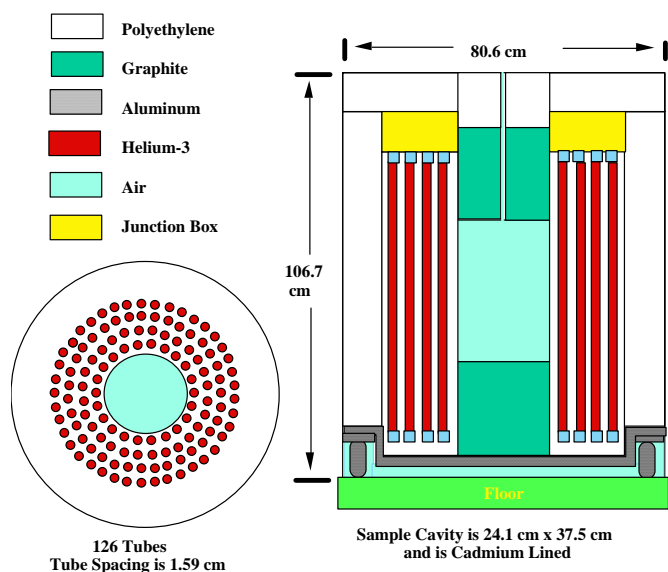 Polyethylene
Graphite
Aluminum
Helium-3
Air
Junction Box
80.6 cm
106.7
cm
Floor
126 Tubes
Tube Spacing is 1.59 cm
Sample Cavity is 24.1 cm x 37.5 cm
and is Cadmium Lined